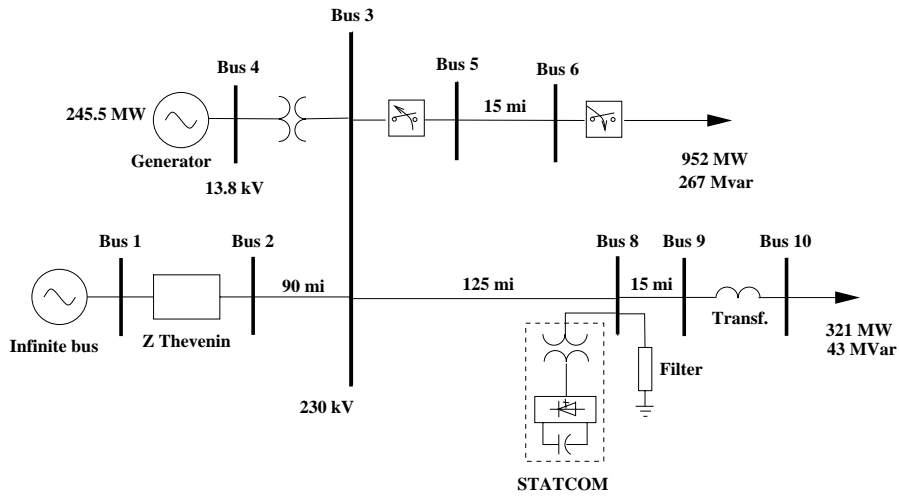 Bus 3
Bus 4
Bus 5
Bus 6
15 mi
245.5 MW
Generator
13.8 kV
952 MW
267 Mvar
Bus 1
Bus 2
Bus 8
Bus 9
Bus 10
90 mi
125 mi
15 mi
Infinite bus
Z Thevenin
Transf.
321 MW
43 MVar
Filter
230 kV
+
STATCOM